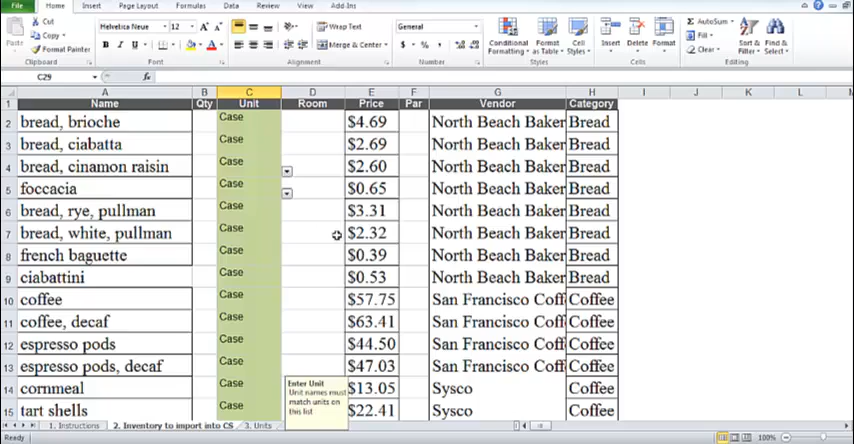 File Home Insert Page Layout Formulas Data Review View Add-Ins
Cut
Copy
Format Painter
Paste
Clipboard
Helvetica Neue 12
B I U
Font
Wrap Text
Merge & Center
Alignment
General
$ % ,
Number
Conditional Formatting
Format as Table
Cell Styles
Styles
Insert Delete Format
Cells
AutoSum
Fill
Clear
Sort & Filter
Find & Select
Editing
C29 fx
A B C D E F G H I J K L
1 Name Qty Unit Room Price Par Vendor Category
2 bread, brioche Case $4.69 North Beach Baker Bread
3 bread, ciabatta Case $2.69 North Beach Baker Bread
4 bread, cinamon raisin Case $2.60 North Beach Baker Bread
5 foccacia Case $0.65 North Beach Baker Bread
6 bread, rye, pullman Case $3.31 North Beach Baker Bread
7 bread, white, pullman Case $2.32 North Beach Baker Bread
8 french baguette Case $0.39 North Beach Baker Bread
9 ciabattini Case $0.53 North Beach Baker Bread
10 coffee Case $57.75 San Francisco Coff Coffee
11 coffee, decaf Case $63.41 San Francisco Coff Coffee
12 espresso pods Case $44.50 San Francisco Coff Coffee
13 espresso pods, decaf Case $47.03 San Francisco Coff Coffee
14 cornmeal Case $13.05 Sysco
15 tart shells Case $22.41 Sysco
Enter Unit
Unit names must
match units on
this list
1. Instructions 2. Inventory to import into CS 3. Units
Ready 100%